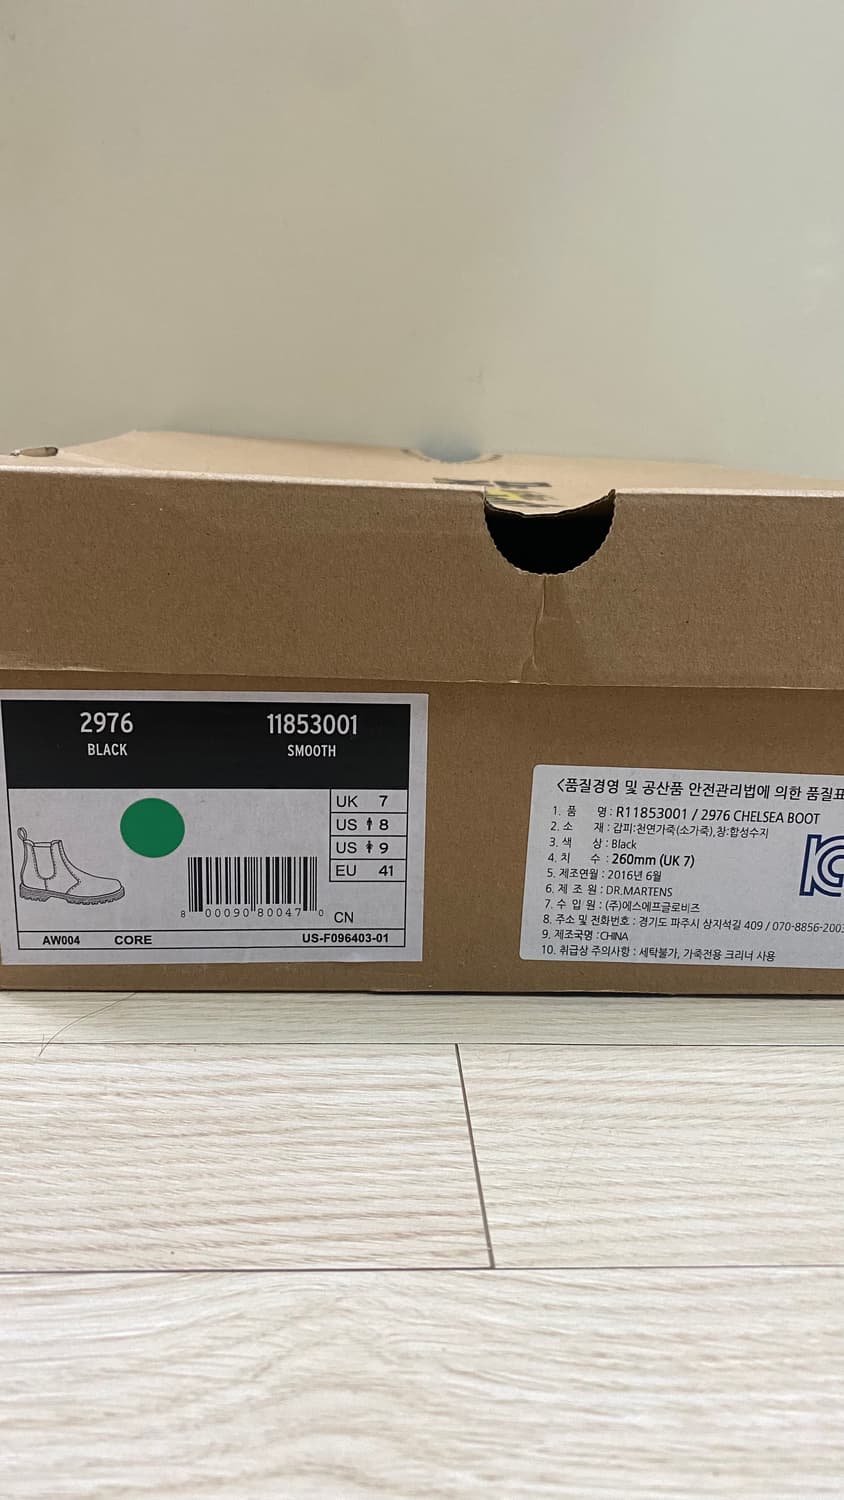 2976 11853001
BLACK SMOOTH
UK 7
US 8
US 9
EU 41
8 00090 80047 0 CN
AW004 CORE US-F096403-01
<품질경영 및 공산품 안전관리법에 의한 품질표
1. 품 명 : R11853001 / 2976 CHELSEA BOOT
2. 소 재 : 갑피:천연가죽(소가죽),창:합성수지
3. 색 상 : Black
4. 치 수 : 260mm (UK 7)
5. 제조연월 : 2016년 6월
6. 제 조 원 : DR.MARTENS
7. 수 입 원 : (주)에스에프글로비즈
8. 주소 및 전화번호 : 경기도 파주시 상지석길 409 / 070-8856-2003
9. 제조국명 :CHINA
10. 취급상 주의사항 : 세탁불가, 가죽전용 크리너 사용